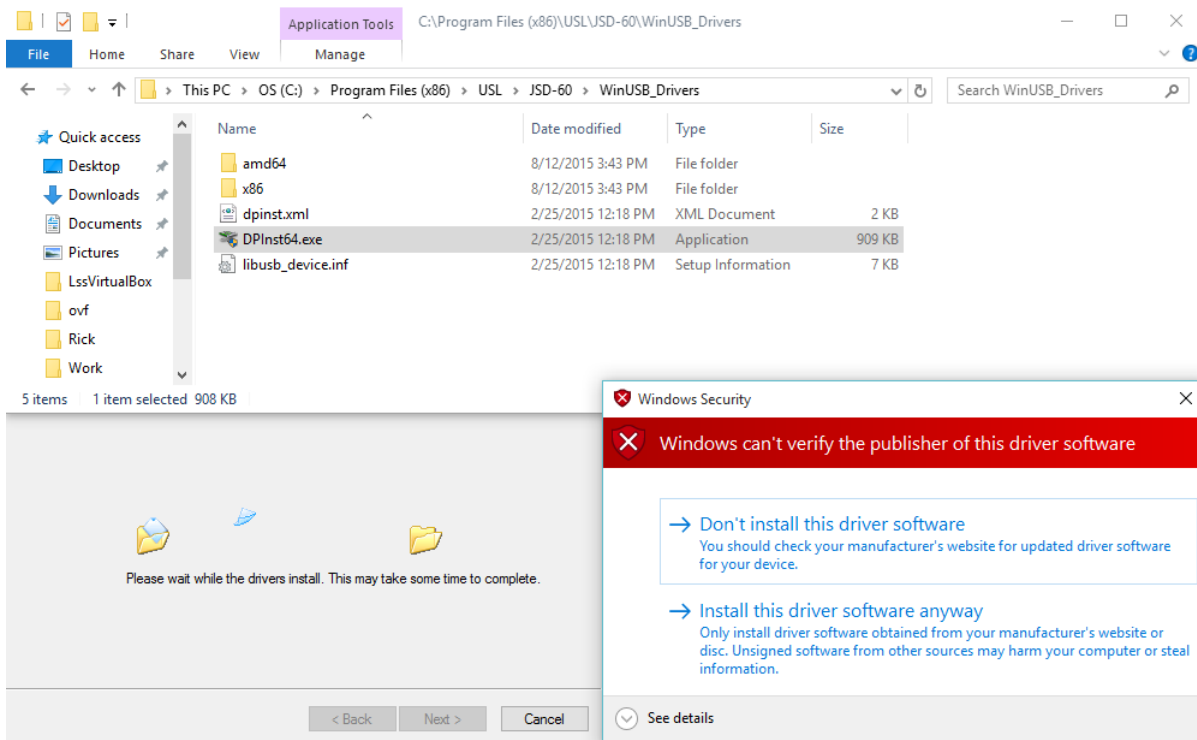 Application Tools C:\Program Files (x86)\USL\JSD-60\WinUSB_Drivers
File Home Share View Manage
This PC > OS (C:) > Program Files (x86) > USL > JSD-60 > WinUSB_Drivers Search WinUSB_Drivers
Quick access
Desktop
Downloads
Documents
Pictures
LssVirtualBox
ovf
Rick
Work
Name Date modified Type Size
amd64 8/12/2015 3:43 PM File folder
x86 8/12/2015 3:43 PM File folder
dpinst.xml 2/25/2015 12:18 PM XML Document 2 KB
DPInst64.exe 2/25/2015 12:18 PM Application 909 KB
libusb_device.inf 2/25/2015 12:18 PM Setup Information 7 KB
5 items 1 item selected 908 KB
Please wait while the drivers install. This may take some time to complete.
< Back Next > Cancel
Windows Security
Windows can't verify the publisher of this driver software
Don't install this driver software
You should check your manufacturer's website for updated driver software
for your device.
Install this driver software anyway
Only install driver software obtained from your manufacturer's website or
disc. Unsigned software from other sources may harm your computer or steal
information.
See details